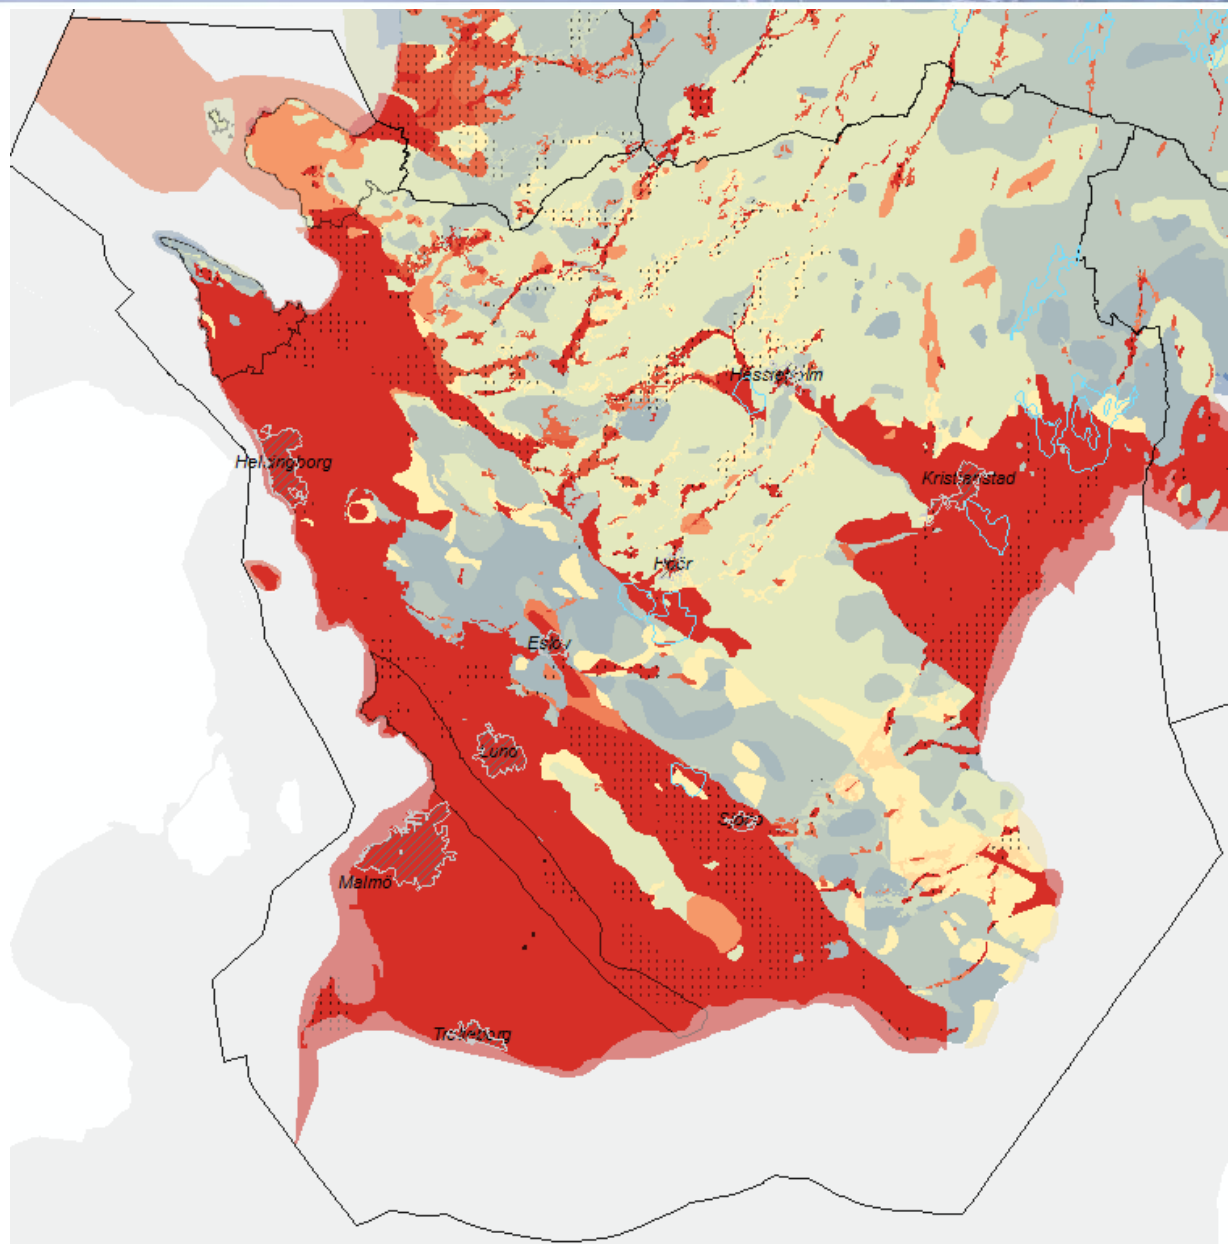 Hässleholm
Helsingborg
Kristianstad
Höör
Eslöv
Lund
Sjöbo
Malmö
Trelleborg